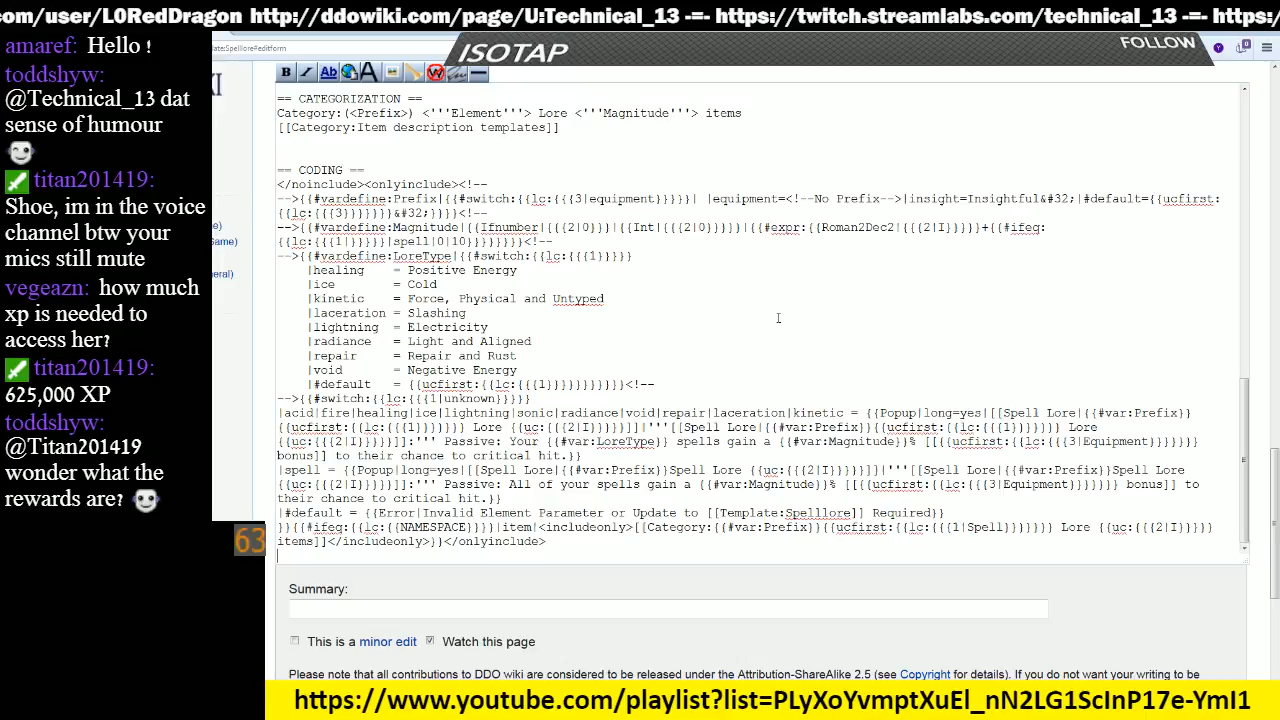 com/user/L0RedDragon http://ddowiki.com/page/U:Technical_13 -=- https://twitch.streamlabs.com/technical_13 -=- https:/
amaref: Hello !
toddshyw:
@Technical_13 dat
sense of humour
titan201419:
Shoe, im in the voice
channel btw your
mics still mute
vegeazn: how much
xp is needed to
access her?
titan201419:
625,000 XP
toddshyw:
@Titan201419
wonder what the
rewards are?
63
ate:Spelllore#editform
ISOTAP
FOLLOW
XI
e)
Game)
eral)
B I Ab A W
== CATEGORIZATION ==
Category:(<Prefix>) <'''Element'''> Lore <'''Magnitude'''> items
[[Category:Item description templates]]
== CODING ==
</noinclude><onlyinclude><!--
-->{{#vardefine:Prefix|{{#switch:{{lc:{{{3|equipment}}}}}| |equipment=<!--No Prefix-->|insight=Insightful&#32;|#default={{ucfirst:
{{lc:{{{3}}}}}}}&#32;}}}}<!--
-->{{#vardefine:Magnitude|{{Ifnumber|{{{2|0}}}|{{Int|{{{2|0}}}}}|{{#expr:{{Roman2Dec2|{{{2|I}}}}}+{{#ifeq:
{{lc:{{{1|}}}}}|spell|0|10}}}}}}}}<!--
-->{{#vardefine:LoreType|{{#switch:{{lc:{{{1}}}}}
|healing = Positive Energy
|ice = Cold
|kinetic = Force, Physical and Untyped
|laceration = Slashing
|lightning = Electricity
|radiance = Light and Aligned
|repair = Repair and Rust
|void = Negative Energy
|#default = {{ucfirst:{{lc:{{{1}}}}}}}}}}}<!--
-->{{#switch:{{lc:{{{1|unknown}}}}}
|acid|fire|healing|ice|lightning|sonic|radiance|void|repair|laceration|kinetic = {{Popup|long=yes|[[Spell Lore|{{#var:Prefix}}
{{ucfirst:{{lc:{{{1}}}}}}} Lore {{uc:{{{2|I}}}}}]]|'''[[Spell Lore|{{#var:Prefix}}{{ucfirst:{{lc:{{{1}}}}}}} Lore
{{uc:{{{2|I}}}}}]]:''' Passive: Your {{#var:LoreType}} spells gain a {{#var:Magnitude}}% [[{{ucfirst:{{lc:{{{3|Equipment}}}}}}}
bonus]] to their chance to critical hit.}}
|spell = {{Popup|long=yes|[[Spell Lore|{{#var:Prefix}}Spell Lore {{uc:{{{2|I}}}}}]]|'''[[Spell Lore|{{#var:Prefix}}Spell Lore
{{uc:{{{2|I}}}}}]]:''' Passive: All of your spells gain a {{#var:Magnitude}}% [[{{ucfirst:{{lc:{{{3|Equipment}}}}}}} bonus]] to
their chance to critical hit.}}
|#default = {{Error|Invalid Element Parameter or Update to [[Template:Spelllore]] Required}}
}}{{#ifeq:{{lc:{{NAMESPACE}}}}|item|<includeonly>[[Category:{{#var:Prefix}}{{ucfirst:{{lc:{{{1|Spell}}}}}}} Lore {{uc:{{{2|I}}}}}
items]]</includeonly>}}</onlyinclude>
Summary:
This is a minor edit Watch this page
Please note that all contributions to DDO wiki are considered to be released under the Attribution-ShareAlike 2.5 (see Copyright for details). If you do not want your writing to be
https://www.youtube.com/playlist?list=PLyXoYvmptXuEl_nN2LG1ScInP17e-YmI1